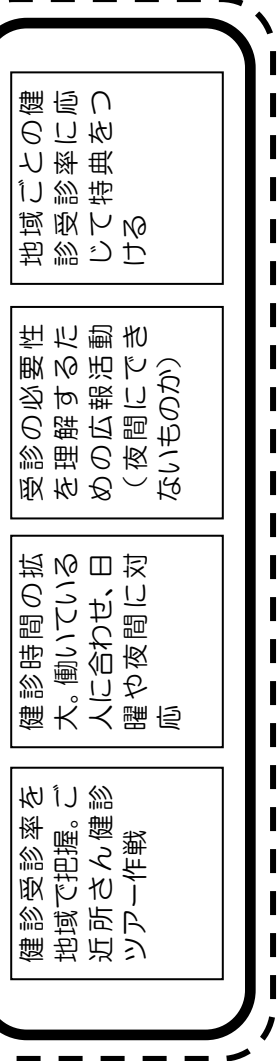 健診受診率を
地域で把握。ご
近所さん健診
ツアー作戦
健診時間の拡
大。働いている
人に合わせ、日
曜や夜間に対
応
受診の必要性
を理解するた
めの広報活動
（夜間にでき
ないものか）
地域ごとの健
診受診率に応
じて特典をつ
ける